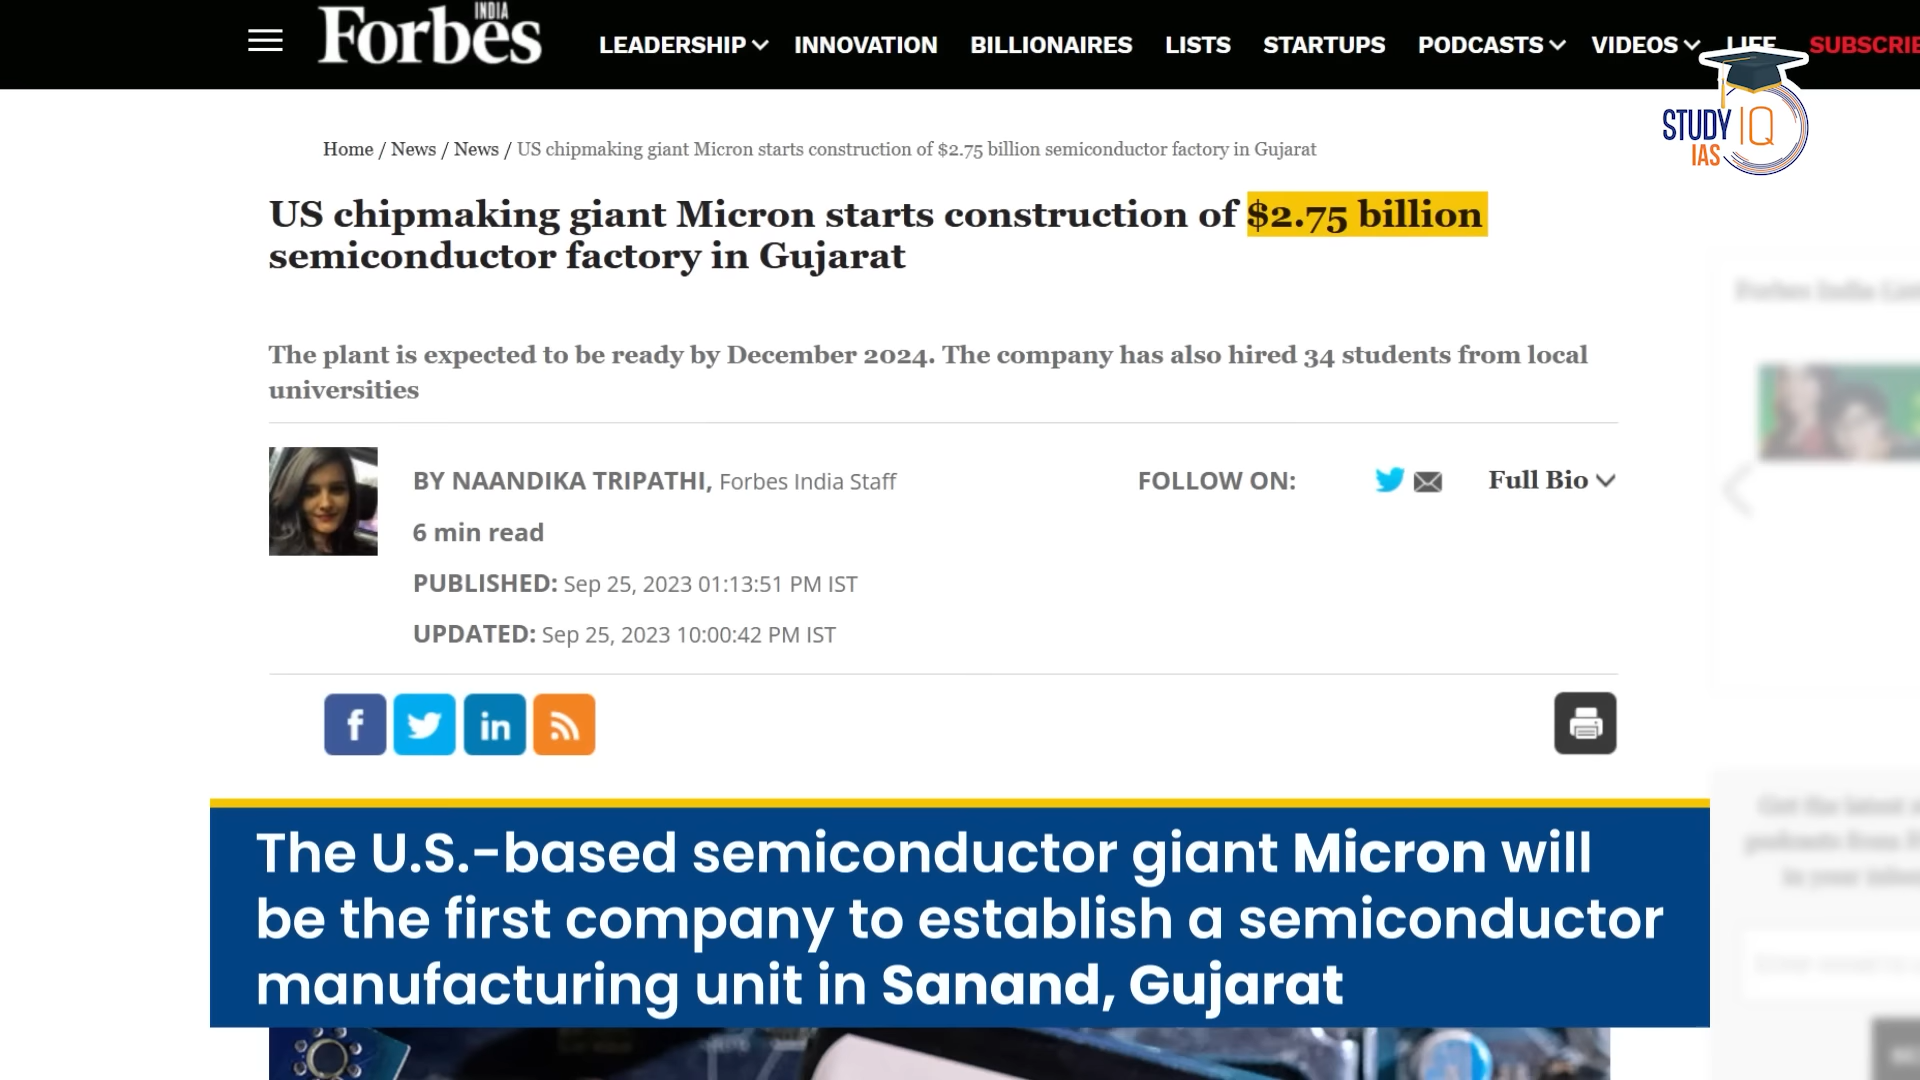 Forbes
INDIA
LEADERSHIP INNOVATION BILLIONAIRES LISTS STARTUPS PODCASTS VIDEOS LIFE
STUDY IQ
IAS
Home / News / News / US chipmaking giant Micron starts construction of $2.75 billion semiconductor factory in Gujarat
US chipmaking giant Micron starts construction of $2.75 billion
semiconductor factory in Gujarat
The plant is expected to be ready by December 2024. The company has also hired 34 students from local
universities
BY NAANDIKA TRIPATHI, Forbes India Staff
FOLLOW ON:
Full Bio
6 min read
PUBLISHED: Sep 25, 2023 01:13:51 PM IST
UPDATED: Sep 25, 2023 10:00:42 PM IST
f
in
The U.S.-based semiconductor giant Micron will
be the first company to establish a semiconductor
manufacturing unit in Sanand, Gujarat